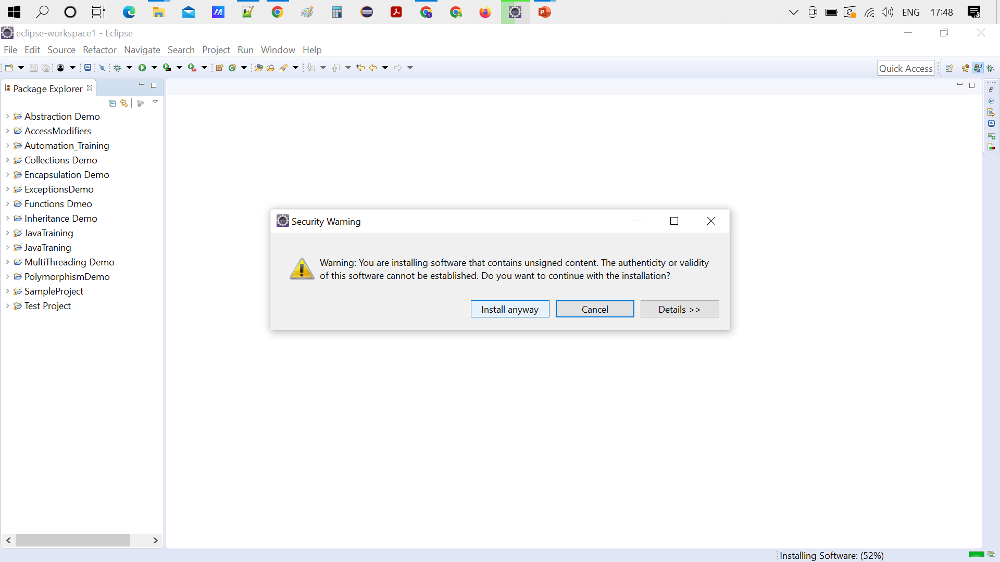 ENG 17:48
eclipse-workspace1 - Eclipse
File Edit Source Refactor Navigate Search Project Run Window Help
Quick Access
Package Explorer
Abstraction Demo
AccessModifiers
Automation_Training
Collections Demo
Encapsulation Demo
ExceptionsDemo
Functions Dmeo
Inheritance Demo
JavaTraining
JavaTraning
MultiThreading Demo
PolymorphismDemo
SampleProject
Test Project
Security Warning
Warning: You are installing software that contains unsigned content. The authenticity or validity
of this software cannot be established. Do you want to continue with the installation?
Install anyway Cancel Details >>
Installing Software: (52%)